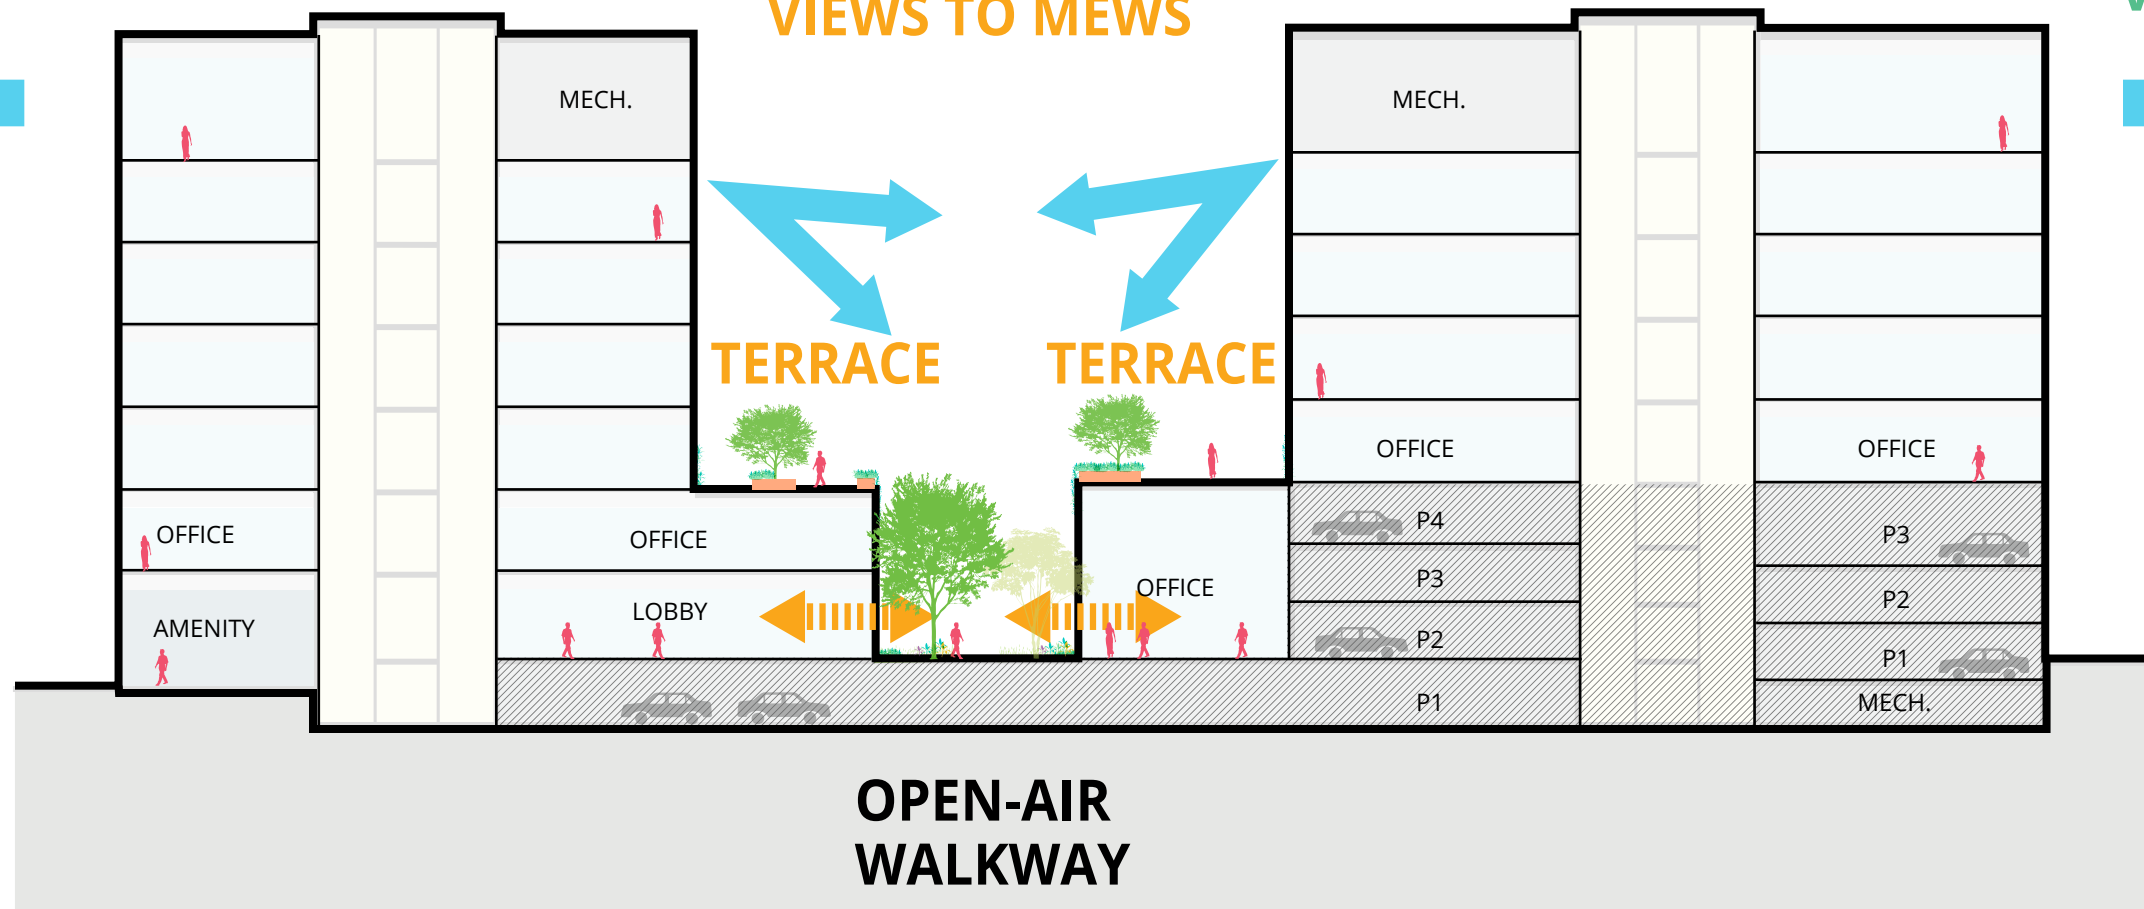 VIEWS TO MEWS
MECH.
MECH.
TERRACE
TERRACE
OFFICE
OFFICE
P4
OFFICE
OFFICE
P3
P3
OFFICE
P2
LOBBY
AMENITY
P2
P1
P1
MECH.
OPEN-AIR
WALKWAY